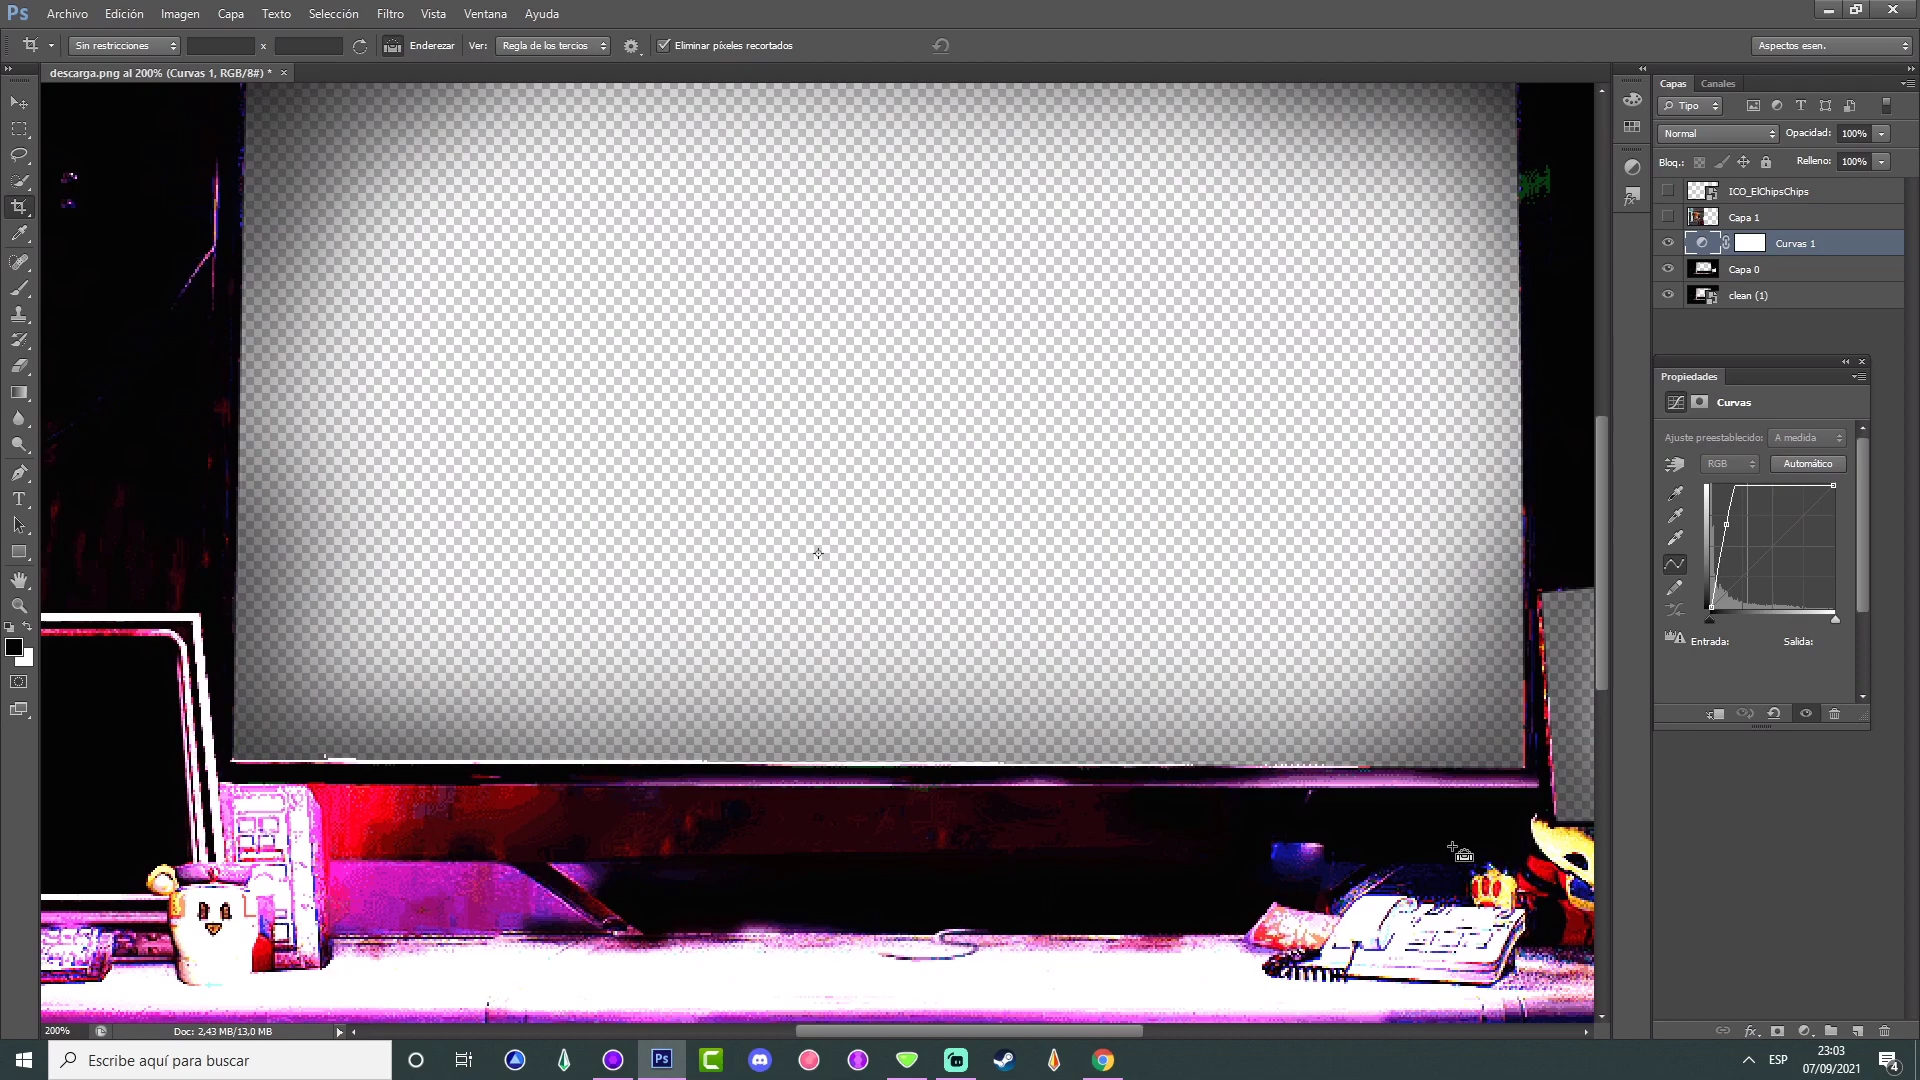 Ps Archivo Edición Imagen Capa Texto Selección Filtro Vista Ventana Ayuda
Sin restricciones x Enderezar Ver: Regla de los tercios Eliminar píxeles recortados Aspectos esen.
descarga.png al 200% (Curvas 1, RGB/8#) * ×
Capas Canales
Tipo
Normal Opacidad: 100%
Bloq.: Relleno: 100%
ICO_ElChipsChips
Capa 1
Curvas 1
Capa 0
clean (1)
Propiedades
Curvas
Ajuste preestablecido: A medida
RGB Automático
Entrada: Salida:
200% Doc: 2,43 MB/13,0 MB
Escribe aquí para buscar
Ps
ESP
23:03
07/09/2021
4